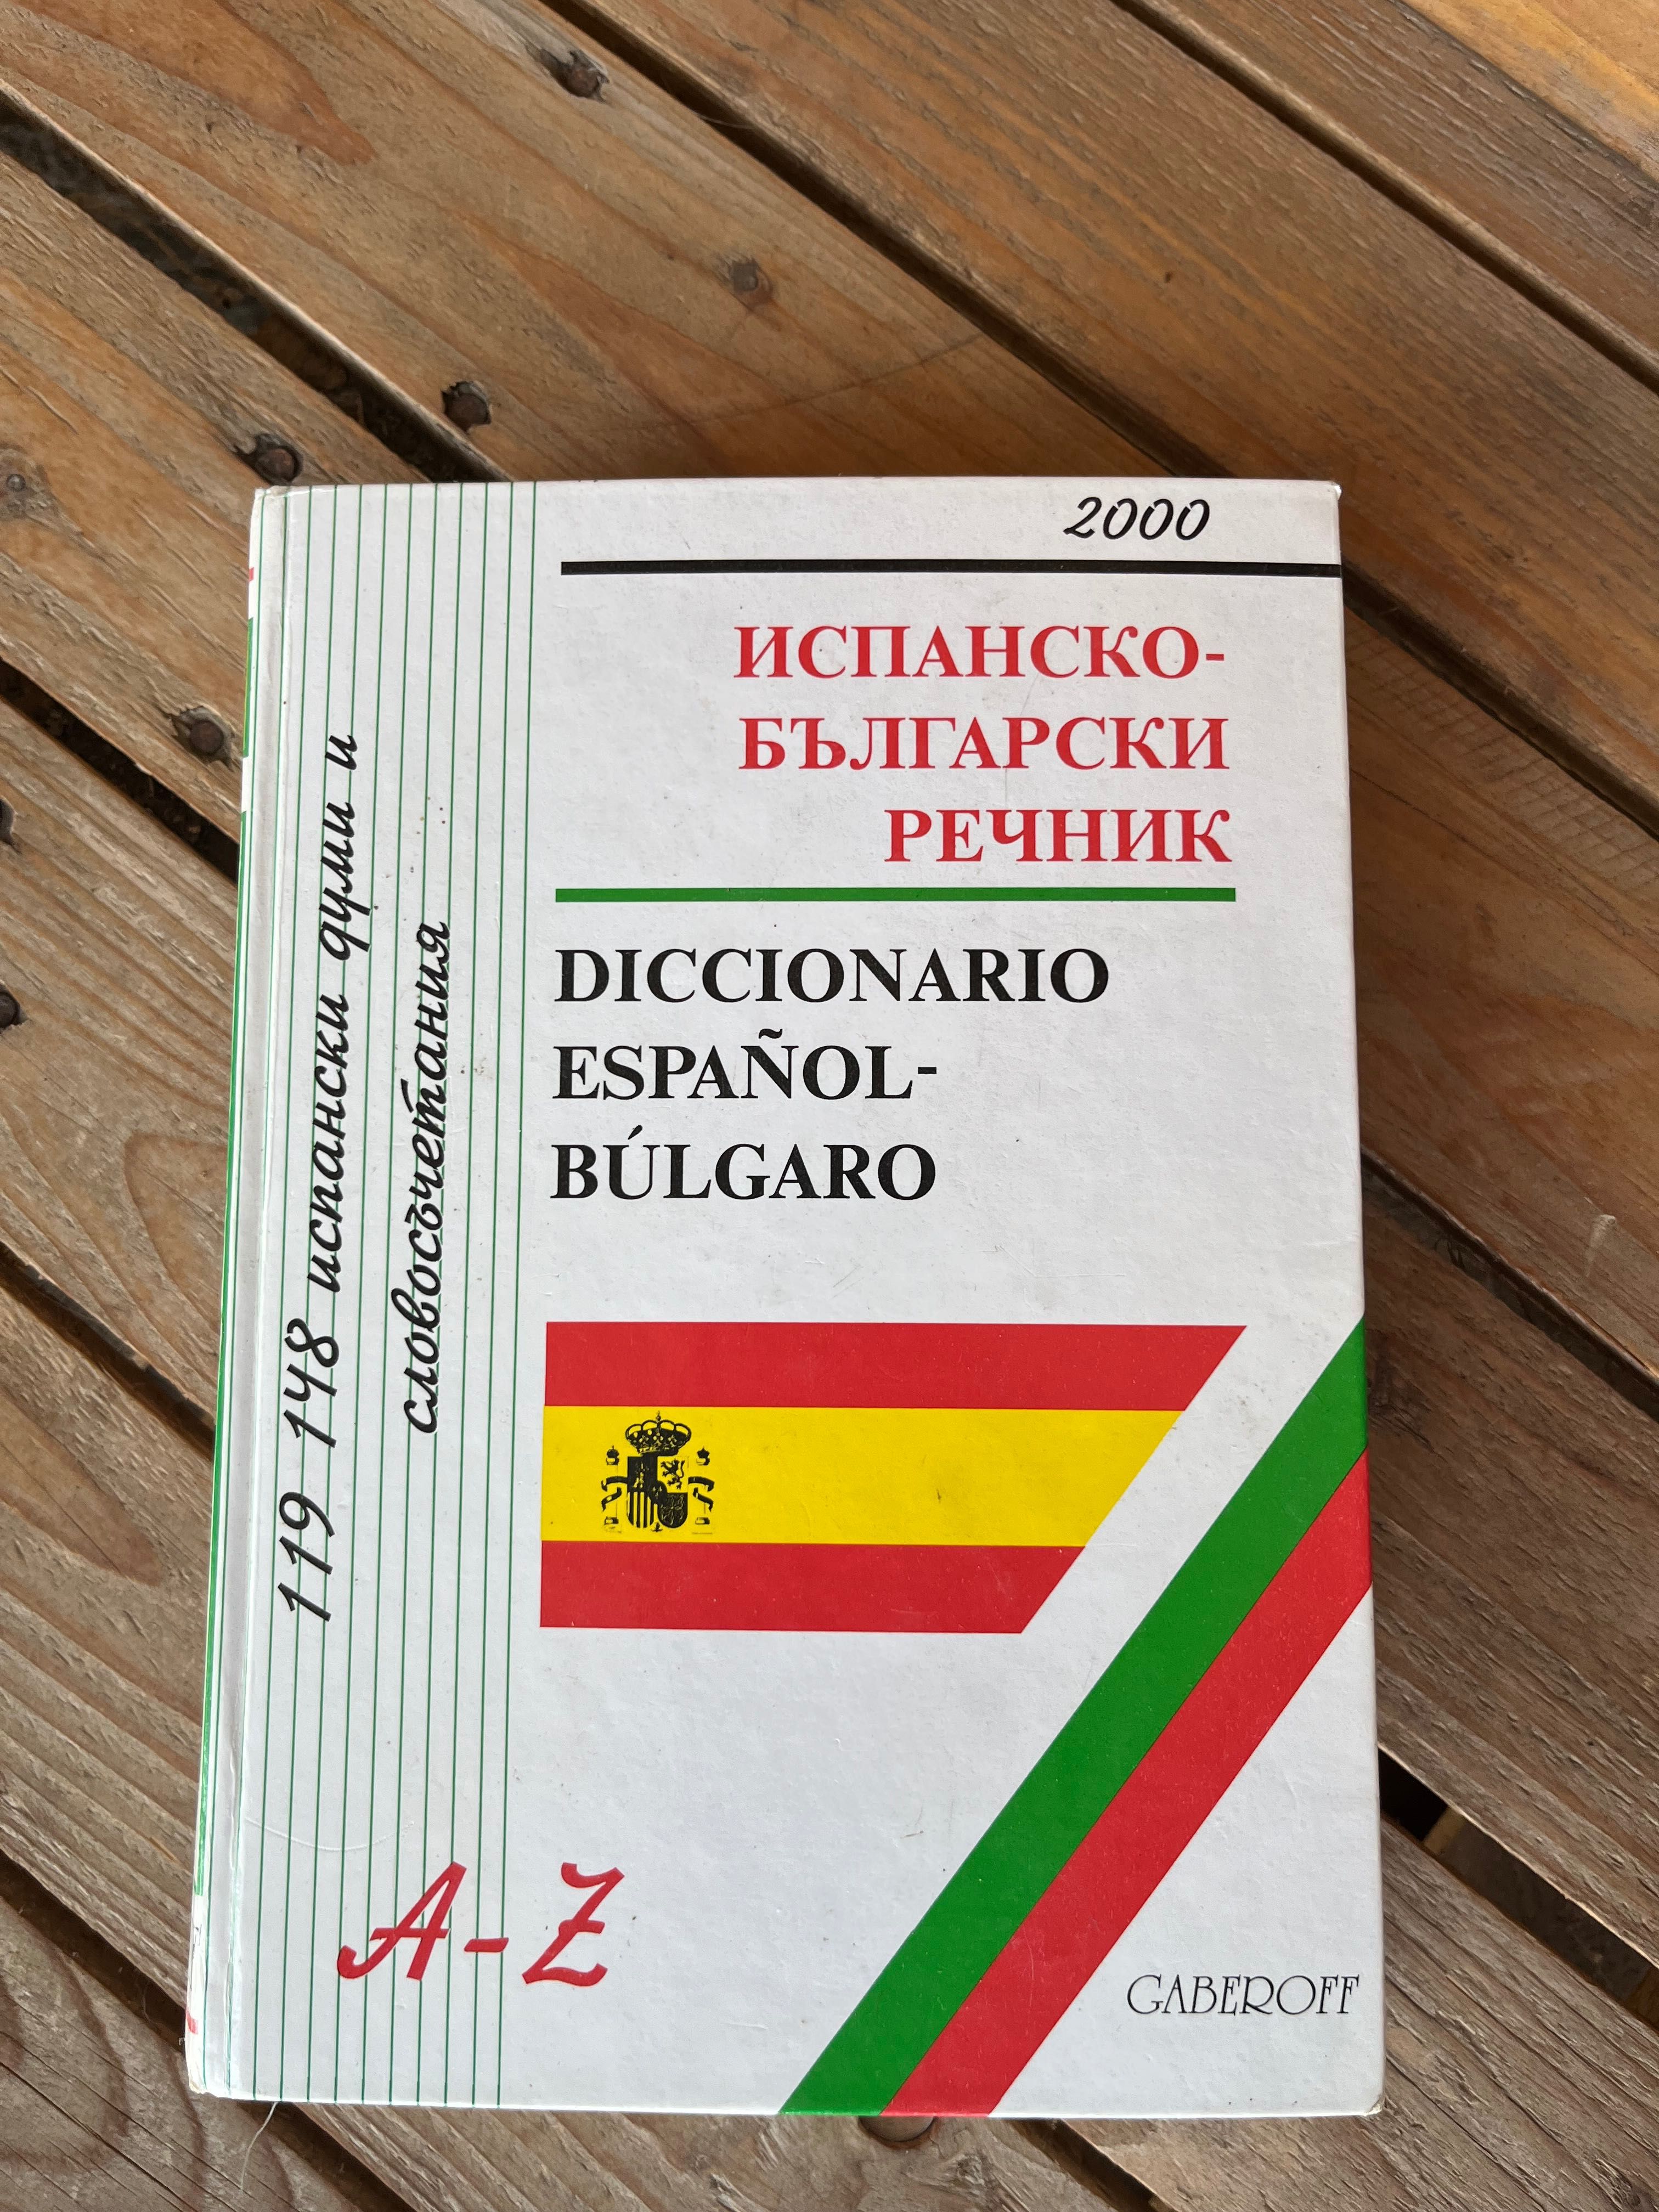 2000
ИСПАНСКО-
БЪЛГАРСКИ
РЕЧНИК
DICCIONARIO
ESPAÑOL-
BÚLGARO
119 148 испански думи и
словосъчетания
A-Z
GABEROFF